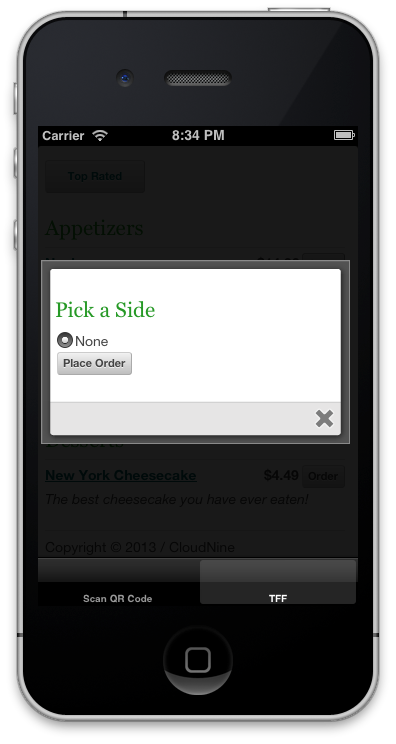 Carrier 8:34 PM
Top Rated
Appetizers
Pick a Side
None
Place Order
Desserts
New York Cheesecake $4.49 Order
The best cheesecake you have ever eaten!
Copyright © 2013 / CloudNine
Scan QR Code TFF